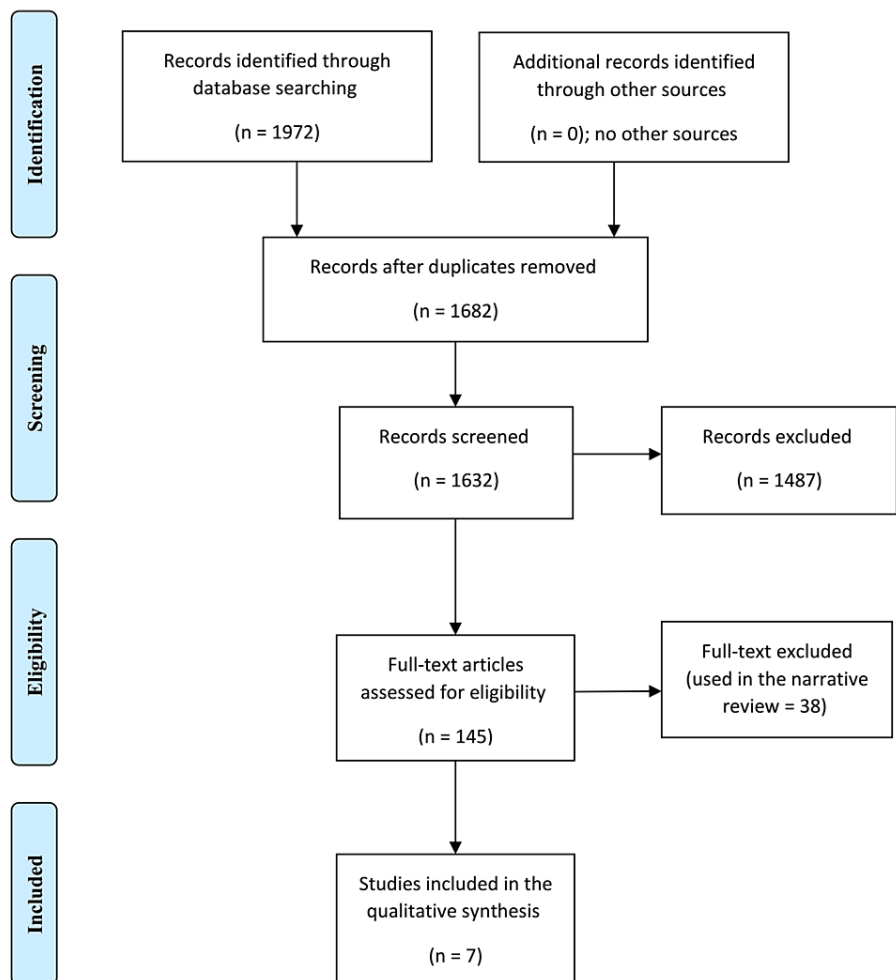 Identification
Records identified through
database searching
(n = 1972)
Additional records identified
through other sources
(n = 0); no other sources
Records after duplicates removed
(n = 1682)
Screening
Records screened
(n = 1632)
Records excluded
(n = 1487)
Eligibility
Full-text articles
assessed for eligibility
(n = 145)
Full-text excluded
(used in the narrative
review = 38)
Included
Studies included in the
qualitative synthesis
(n = 7)